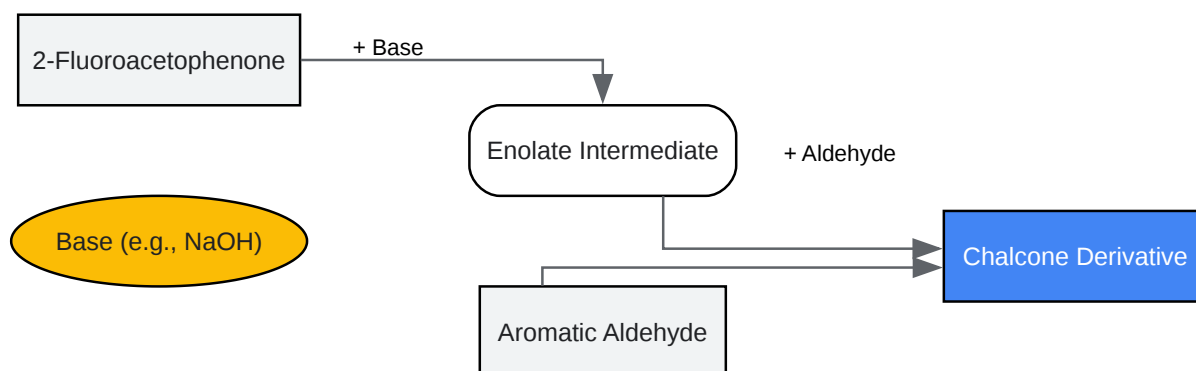 2-Fluoroacetophenone
+ Base
Enolate Intermediate
+ Aldehyde
Base (e.g., NaOH)
Chalcone Derivative
Aromatic Aldehyde